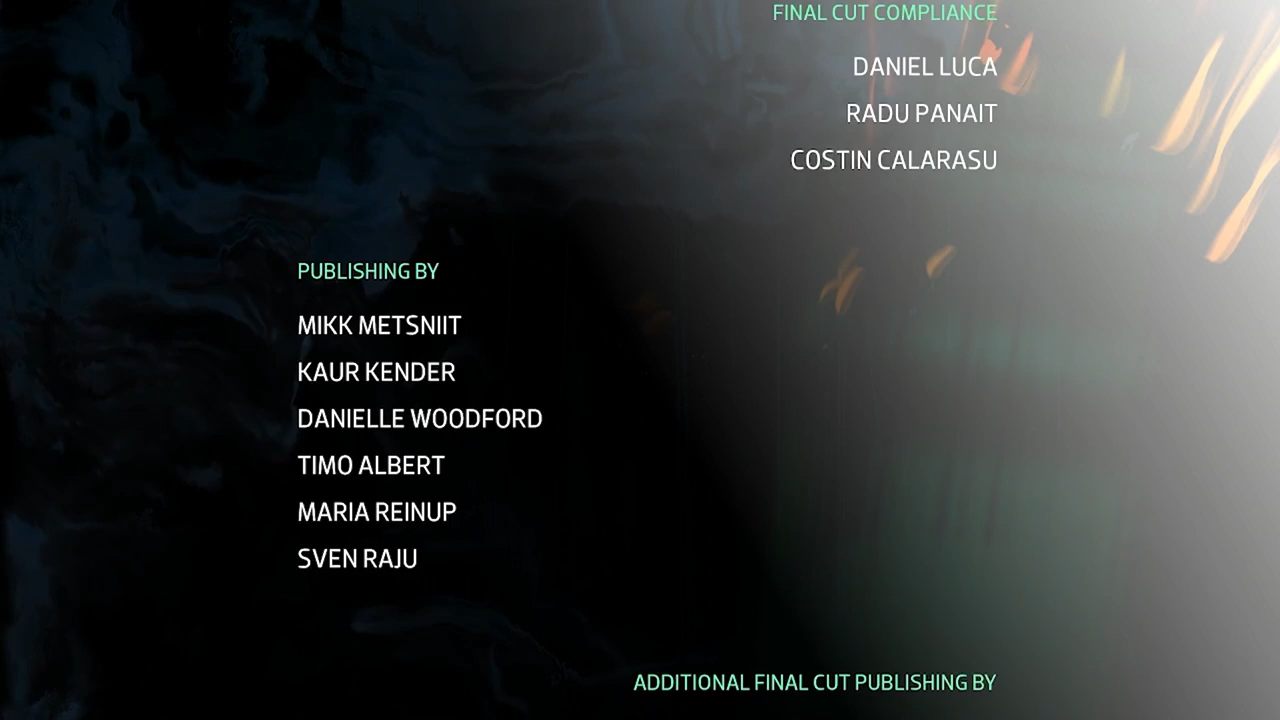 FINAL CUT COMPLIANCE
DANIEL LUCA
RADU PANAIT
COSTIN CALARASU
PUBLISHING BY
MIKK METSNIIT
KAUR KENDER
DANIELLE WOODFORD
TIMO ALBERT
MARIA REINUP
SVEN RAJU
ADDITIONAL FINAL CUT PUBLISHING BY